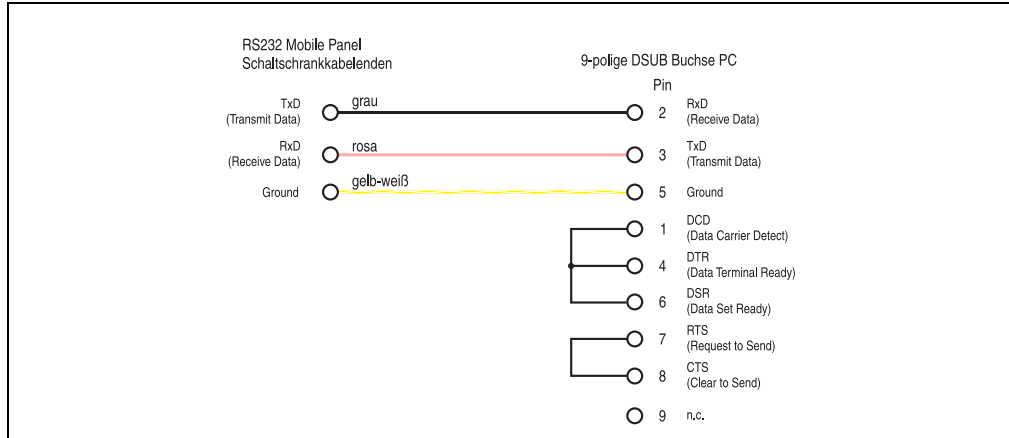 RS232 Mobile Panel
Schaltschrankkabelenden
9-polige DSUB Buchse PC
Pin
TxD
(Transmit Data)
grau
2
RxD
(Receive Data)
RxD
(Receive Data)
rosa
3
TxD
(Transmit Data)
Ground
gelb-weiß
5
Ground
1
DCD
(Data Carrier Detect)
4
DTR
(Data Terminal Ready)
6
DSR
(Data Set Ready)
7
RTS
(Request to Send)
8
CTS
(Clear to Send)
9
n.c.